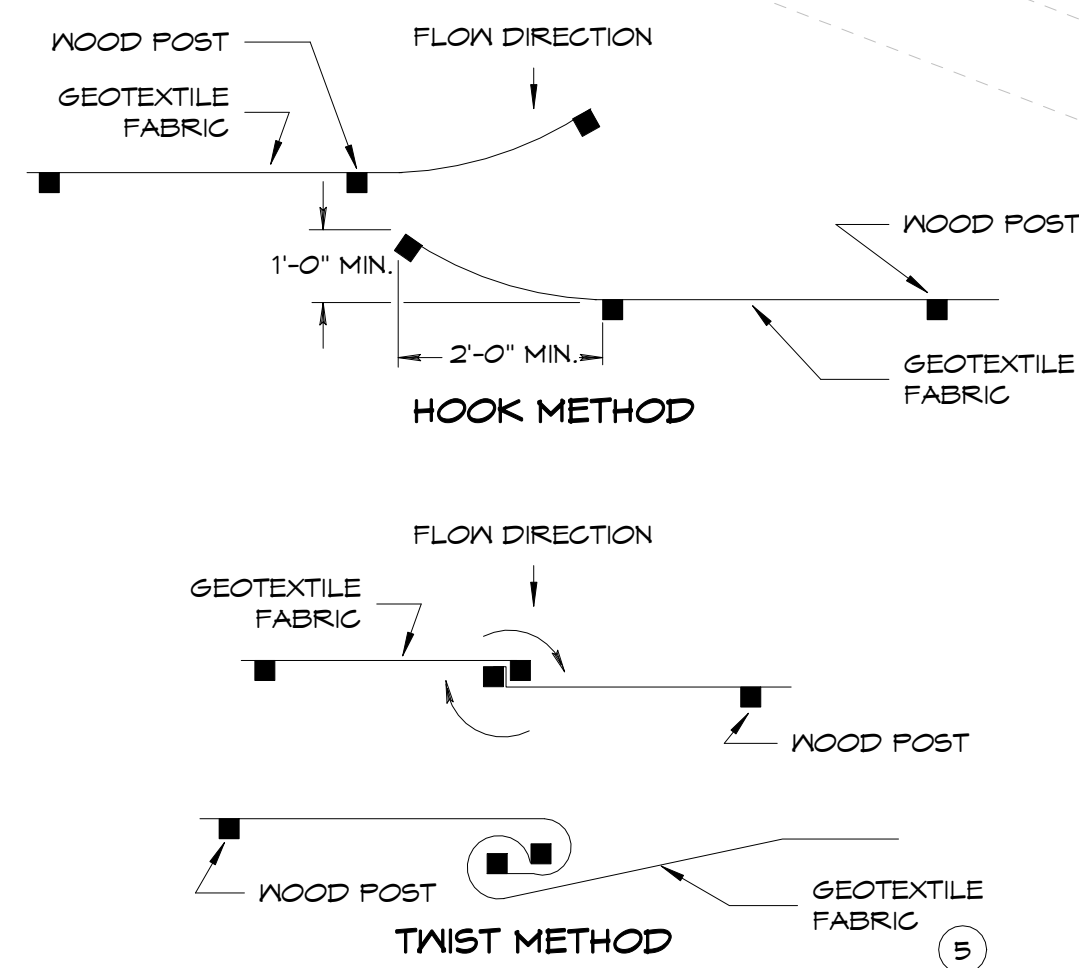 WOOD POST
FLOW DIRECTION
GEOTEXTILE
FABRIC
WOOD POST
1'-0" MIN.
2'-0" MIN.
GEOTEXTILE
FABRIC
HOOK METHOD
FLOW DIRECTION
GEOTEXTILE
FABRIC
WOOD POST
WOOD POST
GEOTEXTILE
FABRIC
TWIST METHOD
5